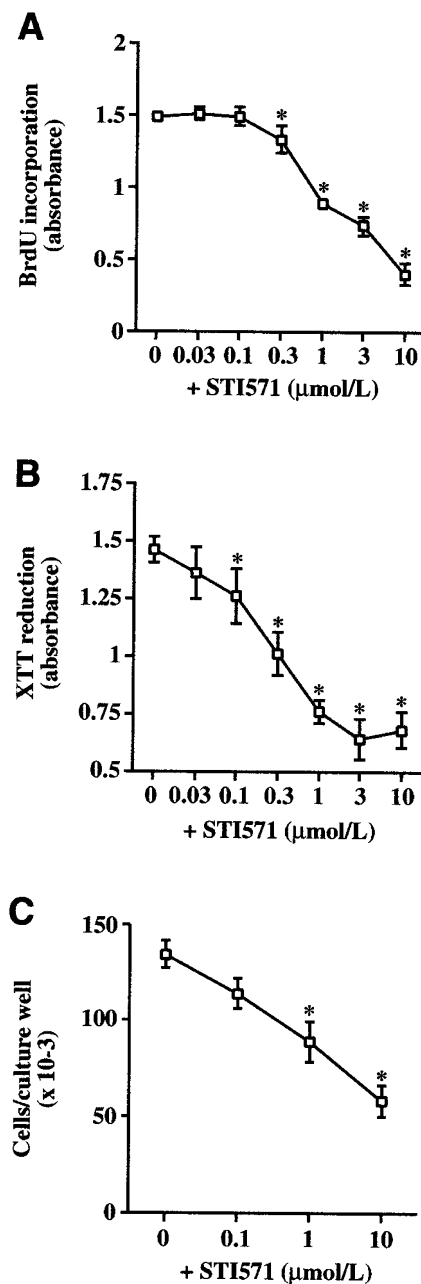 A
2
1.5
1
0.5
0
BrdU incorporation
(absorbance)
* * * *
0 0.03 0.1 0.3 1 3 10
+ STI571 (µmol/L)
B
1.75
1.5
1.25
1
0.75
0.5
XTT reduction
(absorbance)
* * * * *
0 0.03 0.1 0.3 1 3 10
+ STI571 (µmol/L)
C
150
100
50
0
Cells/culture well
(x 10-3)
* *
0 0.1 1 10
+ STI571 (µmol/L)